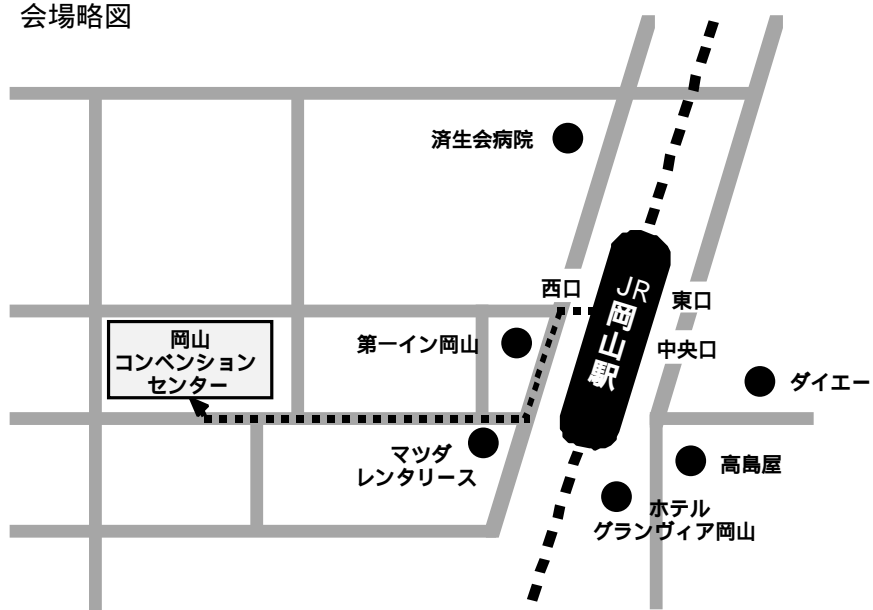 会場略図
済生会病院
西口
JR
岡山駅
東口
中央口
岡山
コンベンション
センター
第一イン岡山
ダイエー
マツダ
レンタリース
高島屋
ホテル
グランヴィア岡山